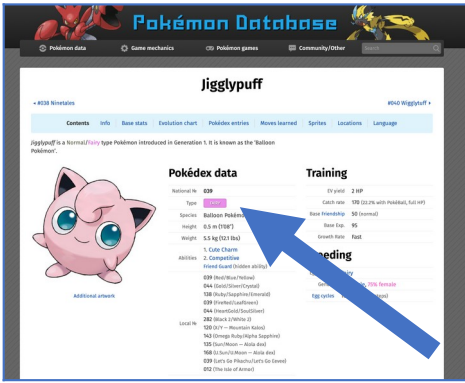 Pokémon Database
Pokémon data Game mechanics Pokémon games Community/Other Search
Jigglypuff
#038 Ninetales #040 Wigglytuff
Contents Info Base stats Evolution chart Pokédex entries Moves learned Sprites Locations Language
Jigglypuff is a Normal/Fairy type Pokémon introduced in Generation 1. It is known as the 'Balloon
Pokémon'.
Pokédex data
National № 039
Type
Species Balloon Pokémon
Height 0.5 m (1′08″)
Weight 5.5 kg (12.1 lbs)
Abilities 1. Cute Charm
2. Competitive
Friend Guard (hidden ability)
Local № 039 (Red/Blue/Yellow)
044 (Gold/Silver/Crystal)
138 (Ruby/Sapphire/Emerald)
039 (FireRed/LeafGreen)
044 (HeartGold/SoulSilver)
282 (Black 2/White 2)
120 (X/Y — Mountain Kalos)
143 (Omega Ruby/Alpha Sapphire)
135 (Sun/Moon — Alola dex)
168 (U.Sun/U.Moon — Alola dex)
039 (Let's Go Pikachu/Let's Go Eevee)
012 (The Isle of Armor)
Additional artwork
Training
EV yield 2 HP
Catch rate 170 (22.2% with PokéBall, full HP)
Base Friendship 50 (normal)
Base Exp. 95
Growth Rate Fast
eeding
iry
Ge 75% female
Egg cycles